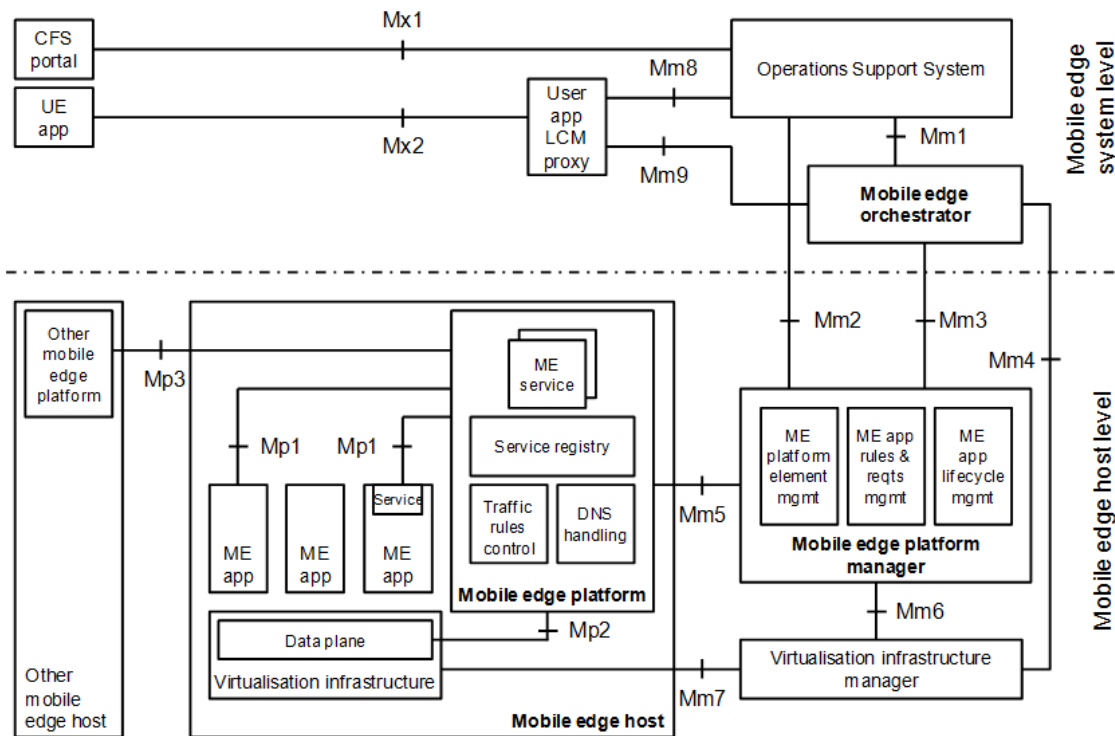 CFS
portal
Mx1
Operations Support System
UE
app
Mx2
User
app
LCM
proxy
Mm8
Mm9
Mm1
Mobile edge
orchestrator
Mobile edge
system level
Other
mobile
edge
platform
Mp3
Other
mobile
edge host
ME
service
Service registry
Traffic
rules
control
DNS
handling
Mobile edge platform
Mp1
Mp1
ME
app
ME
app
Service
ME
app
Mp2
Data plane
Virtualisation infrastructure
Mobile edge host
Mm2
Mm3
Mm4
Mm5
ME
platform
element
mgmt
ME app
rules &
reqts
mgmt
ME
app
lifecycle
mgmt
Mobile edge platform
manager
Mm6
Mm7
Virtualisation infrastructure
manager
Mobile edge host level